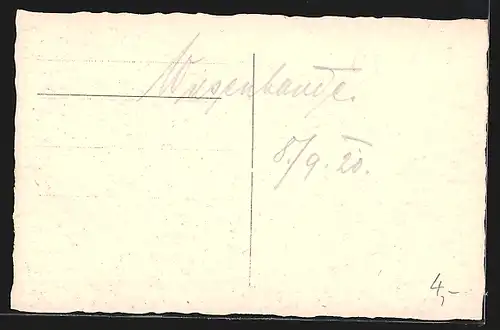 Wiesenbaude.
8./9. 20.
4,-